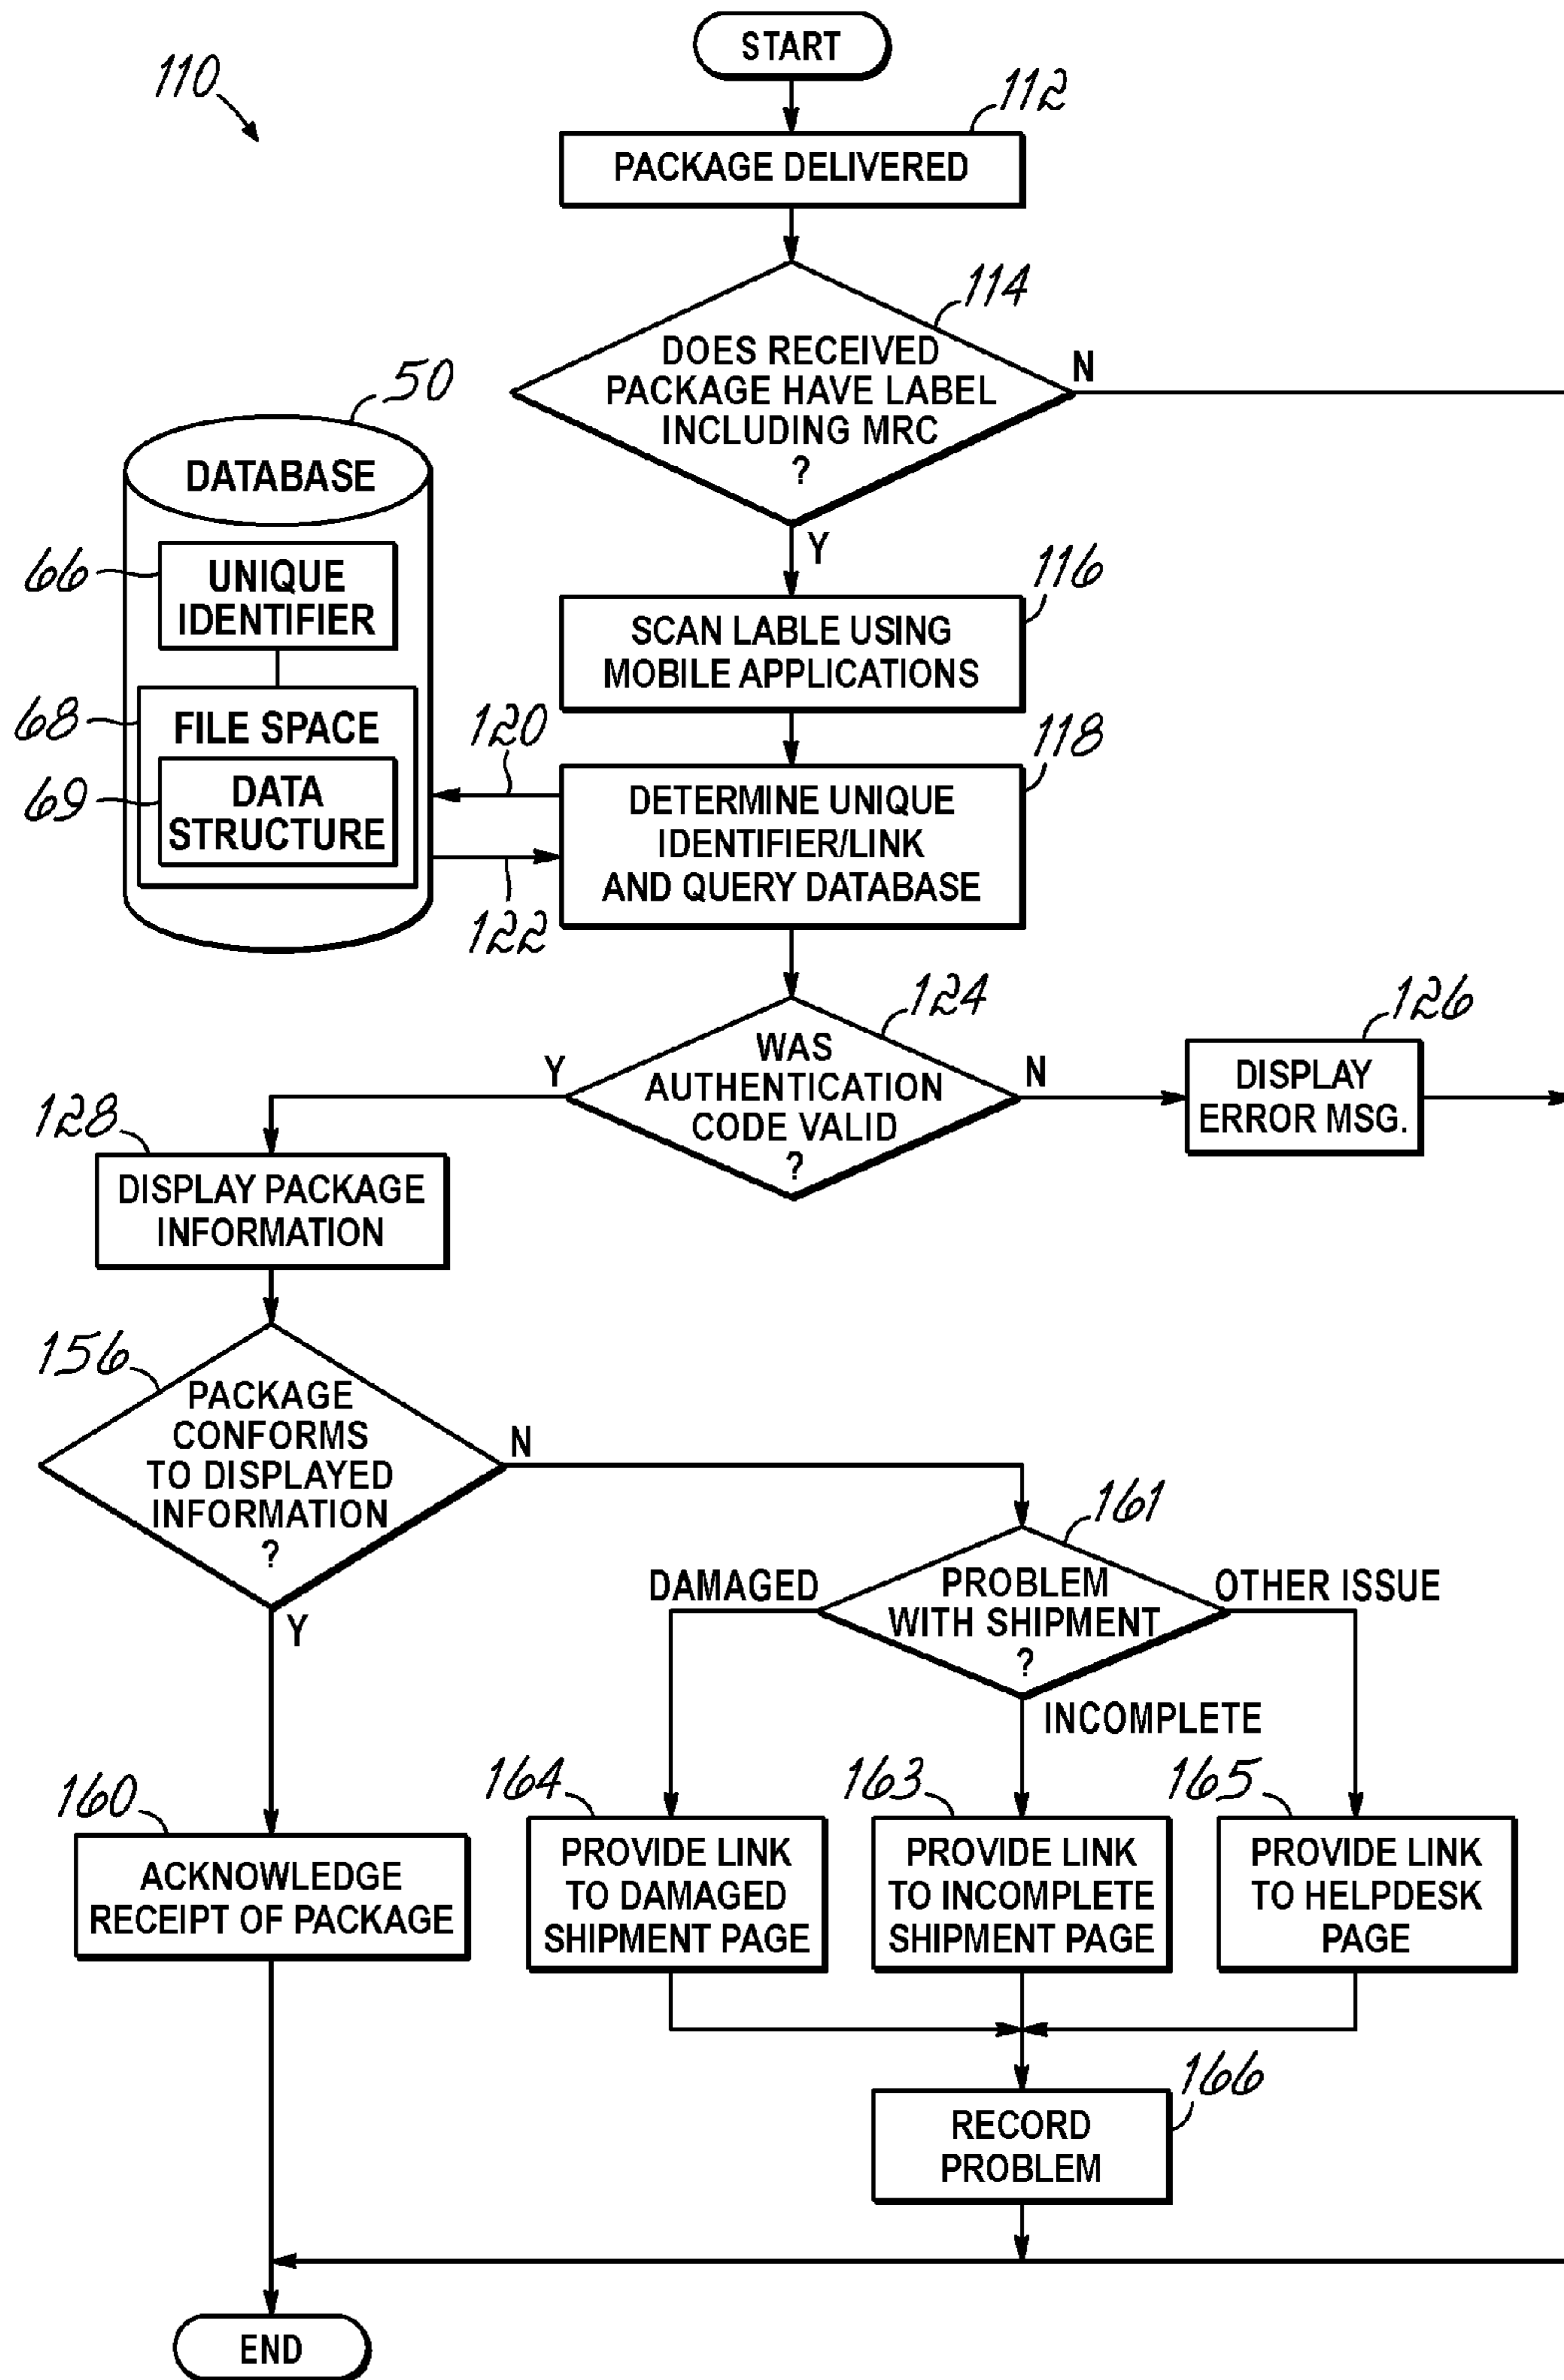 START
110
112
PACKAGE DELIVERED
114
DOES RECEIVED
PACKAGE HAVE LABEL
INCLUDING MRC
?
N
Y
50
DATABASE
66
UNIQUE
IDENTIFIER
68
FILE SPACE
69
DATA
STRUCTURE
116
SCAN LABLE USING
MOBILE APPLICATIONS
120
118
DETERMINE UNIQUE
IDENTIFIER/LINK
AND QUERY DATABASE
122
124
WAS
AUTHENTICATION
CODE VALID
?
Y
N
126
DISPLAY
ERROR MSG.
128
DISPLAY PACKAGE
INFORMATION
156
PACKAGE
CONFORMS
TO DISPLAYED
INFORMATION
?
N
Y
161
PROBLEM
WITH SHIPMENT
?
DAMAGED
OTHER ISSUE
INCOMPLETE
160
ACKNOWLEDGE
RECEIPT OF PACKAGE
164
PROVIDE LINK
TO DAMAGED
SHIPMENT PAGE
163
PROVIDE LINK
TO INCOMPLETE
SHIPMENT PAGE
165
PROVIDE LINK
TO HELPDESK
PAGE
166
RECORD
PROBLEM
END